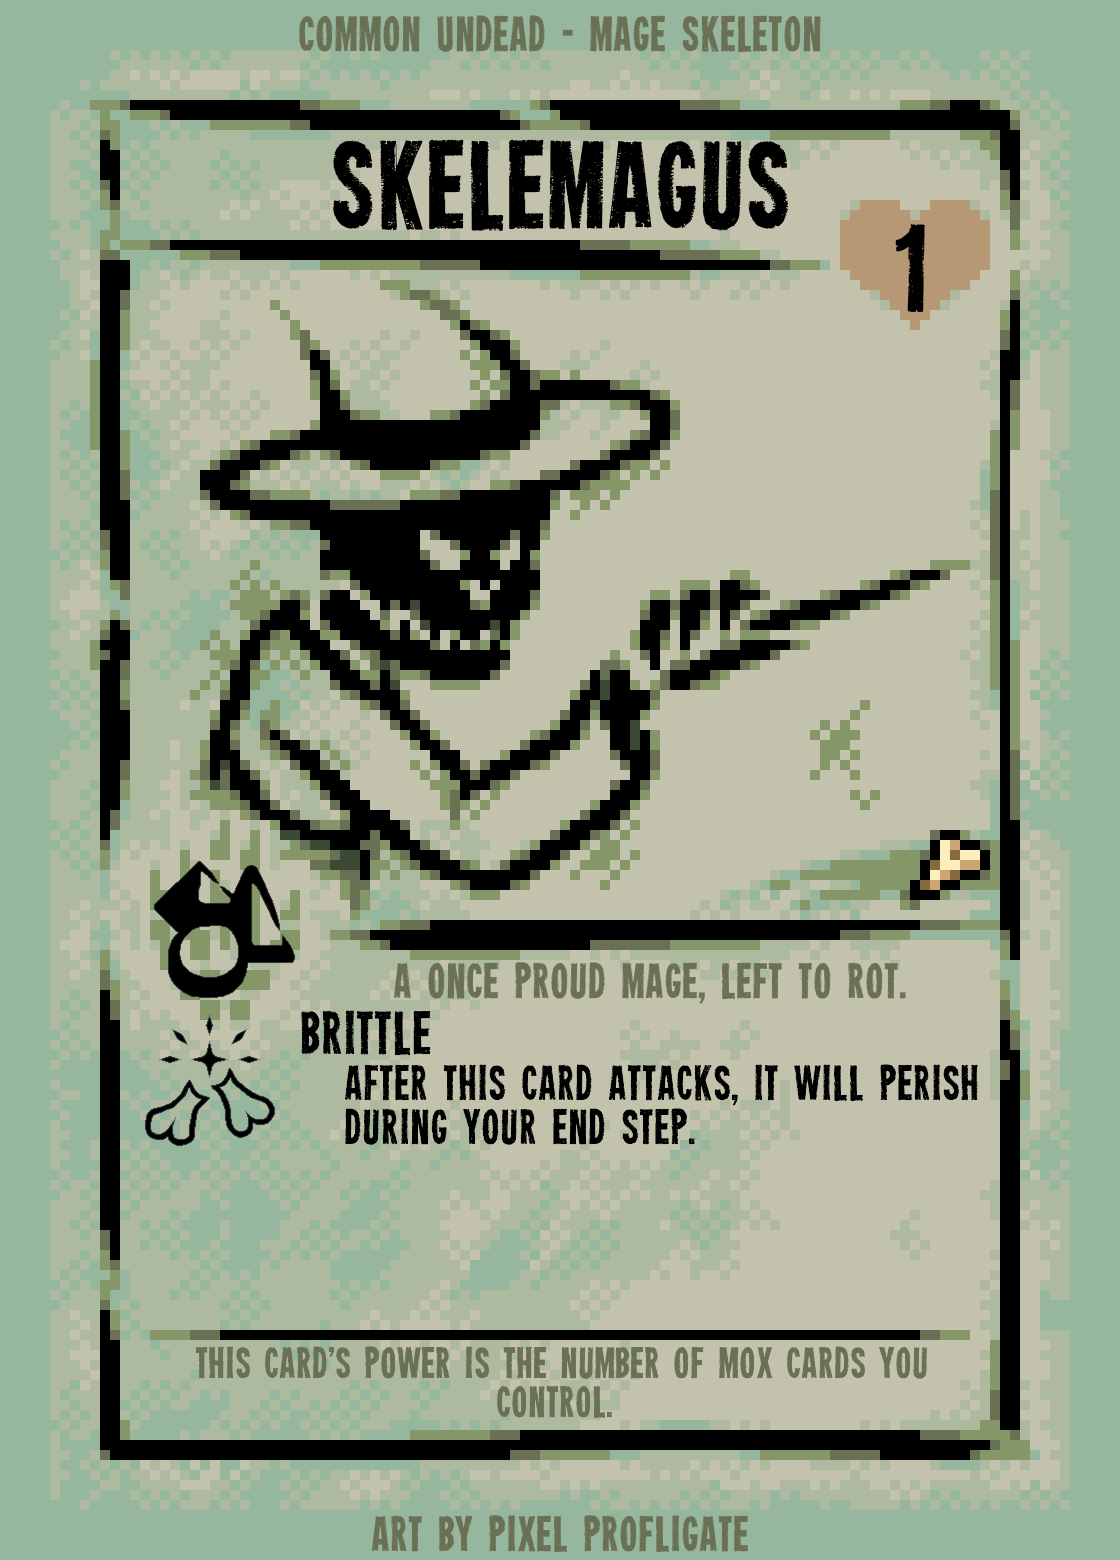 COMMON UNDEAD - MAGE SKELETON
SKELEMAGUS
1
A ONCE PROUD MAGE, LEFT TO ROT.
BRITTLE
AFTER THIS CARD ATTACKS, IT WILL PERISH
DURING YOUR END STEP.
THIS CARD'S POWER IS THE NUMBER OF MOX CARDS YOU
CONTROL.
ART BY PIXEL PROFLIGATE